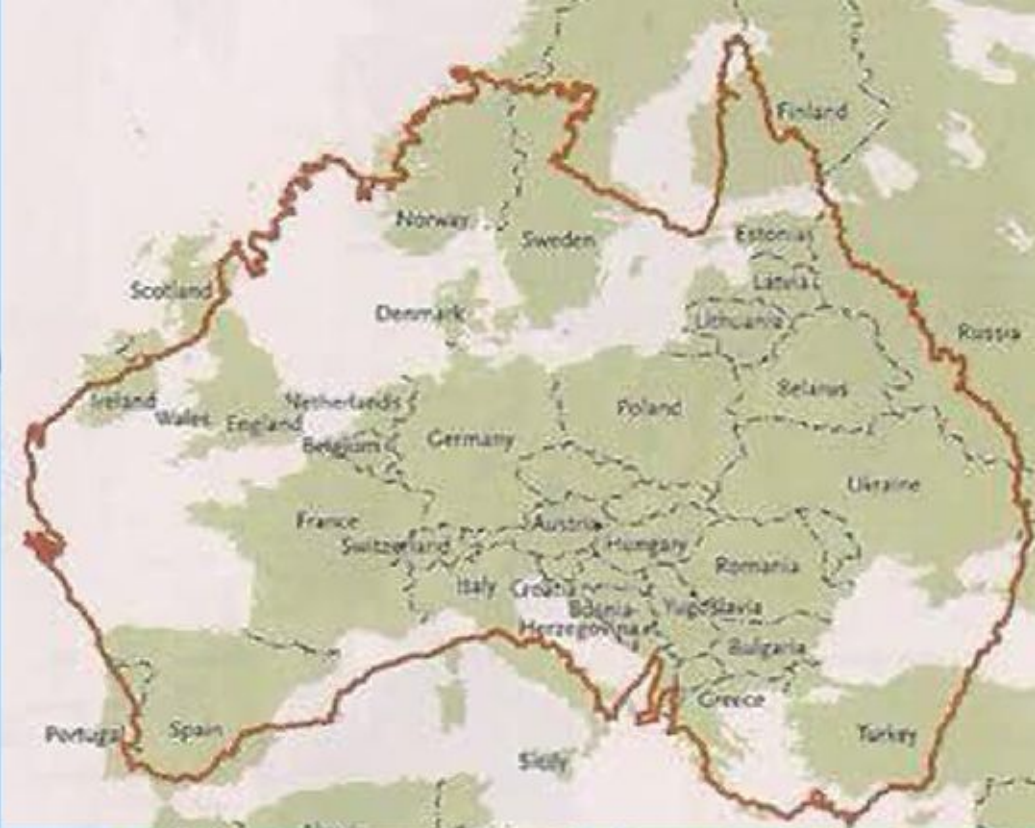 Finland
Norway
Sweden
Estonia
Latvia
Scotland
Denmark
Lithuania
Russia
Ireland
Wales
England
Netherlands
Belgium
Germany
Poland
Belarus
Ukraine
France
Switzerland
Austria
Hungary
Romania
Italy
Croatia
Bosnia-
Herzegovina
Yugoslavia
Bulgaria
Greece
Portugal
Spain
Sicily
Turkey